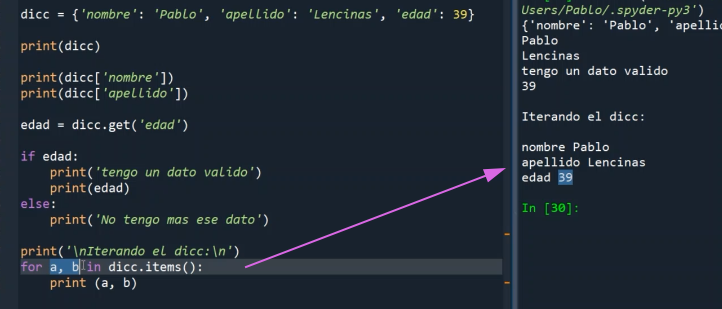 dicc = {'nombre': 'Pablo', 'apellido': 'Lencinas', 'edad': 39}
print(dicc)
print(dicc['nombre'])
print(dicc['apellido'])
edad = dicc.get('edad')
if edad:
    print('tengo un dato valido')
    print(edad)
else:
    print('No tengo mas ese dato')
print('\nIterando el dicc:\n')
for a, b in dicc.items():
    print (a, b)
Users/Pablo/.spyder-py3')
{'nombre': 'Pablo', 'apellid
Pablo
Lencinas
tengo un dato valido
39
Iterando el dicc:
nombre Pablo
apellido Lencinas
edad 39
In [30]: